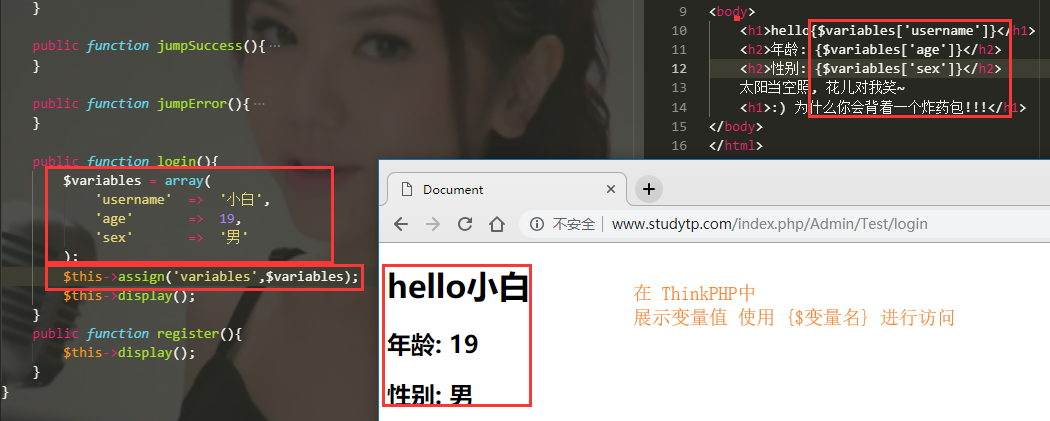 }
public function jumpSuccess(){...
}
public function jumpError(){...
}
public function login(){
$variables = array(
'username' => '小白',
'age' => 19,
'sex' => '男'
);
$this->assign('variables',$variables);
$this->display();
}
public function register(){
$this->display();
}
}
9 <body>
10 <h1>hello{$variables['username']}</h1>
11 <h2>年龄: {$variables['age']}</h2>
12 <h2>性别: {$variables['sex']}</h2>
13 太阳当空照, 花儿对我笑~
14 <h1>:) 为什么你会背着一个炸药包!!!</h1>
15 </body>
16 </html>
Document
不安全 | www.studytp.com/index.php/Admin/Test/login
hello小白
年龄: 19
性别: 男
在 ThinkPHP中
展示变量值 使用 {$变量名} 进行访问